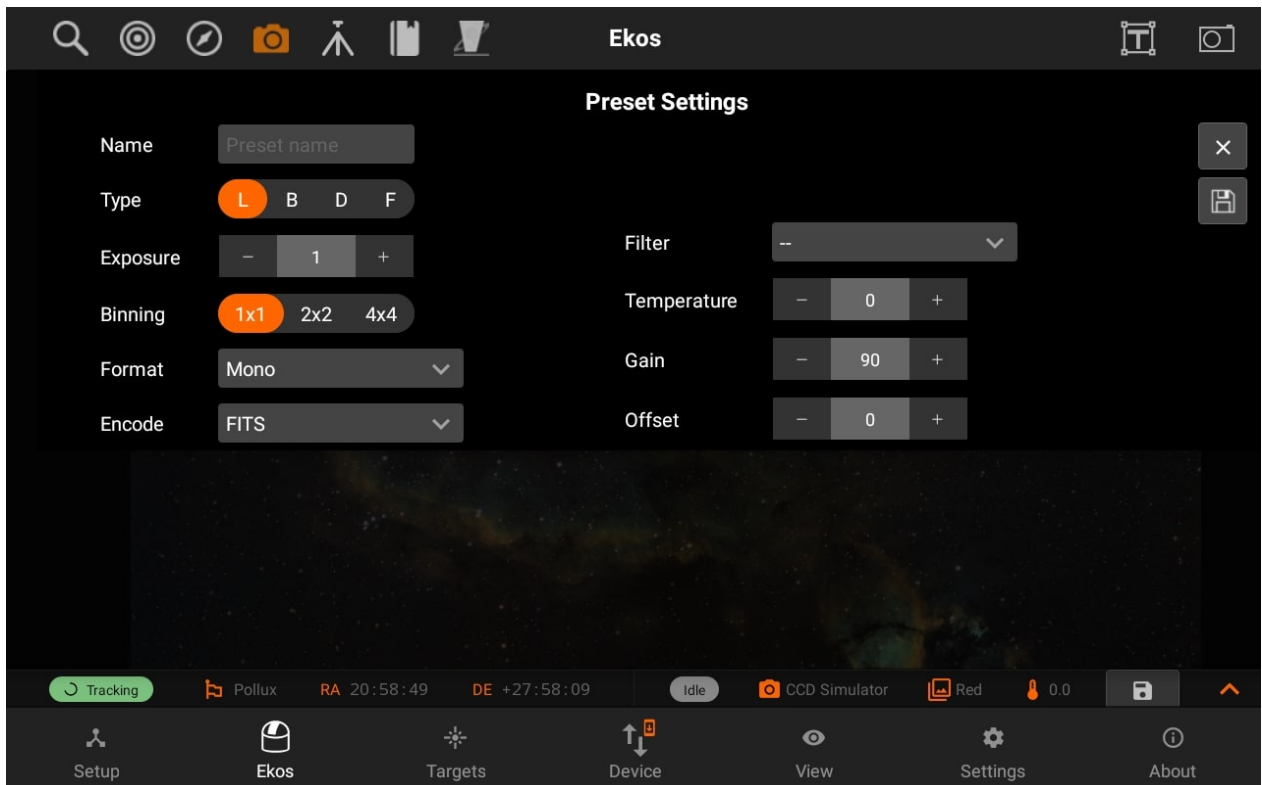 Ekos
Preset Settings
Name Preset name
Type L B D F
Exposure − 1 +
Binning 1x1 2x2 4x4
Format Mono
Encode FITS
Filter --
Temperature − 0 +
Gain − 90 +
Offset − 0 +
Tracking Pollux RA 20:58:49 DE +27:58:09 Idle CCD Simulator Red 0.0
Setup Ekos Targets Device View Settings About